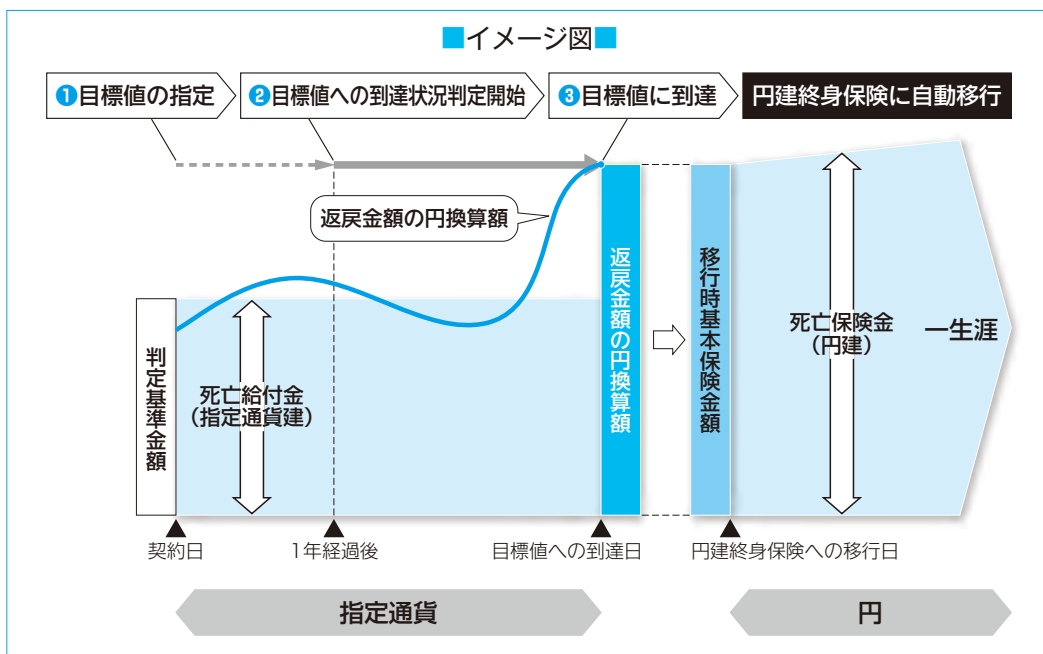 ■イメージ図■
❶目標値の指定
❷目標値への到達状況判定開始
❸目標値に到達
円建終身保険に自動移行
返戻金額の円換算額
判定基準金額
死亡給付金
（指定通貨建）
返戻金額の円換算額
移行時基本保険金額
死亡保険金
（円建）
一生涯
契約日
1年経過後
目標値への到達日
円建終身保険への移行日
指定通貨
円